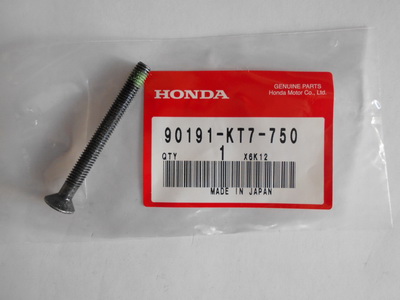 HONDA
GENUINE PARTS
Honda Motor Co., Ltd.
90191-KT7-750
QTY 1 X6K12
MADE IN JAPAN